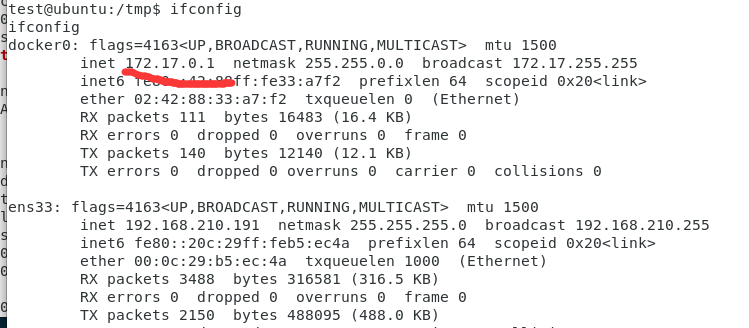 test@ubuntu:/tmp$ ifconfig
ifconfig
docker0: flags=4163<UP,BROADCAST,RUNNING,MULTICAST>  mtu 1500
        inet 172.17.0.1  netmask 255.255.0.0  broadcast 172.17.255.255
        inet6 ff:fe33:a7f2  prefixlen 64  scopeid 0x20<link>
        ether 02:42:88:33:a7:f2  txqueuelen 0  (Ethernet)
        RX packets 111  bytes 16483 (16.4 KB)
        RX errors 0  dropped 0  overruns 0  frame 0
        TX packets 140  bytes 12140 (12.1 KB)
        TX errors 0  dropped 0 overruns 0  carrier 0  collisions 0
ens33: flags=4163<UP,BROADCAST,RUNNING,MULTICAST>  mtu 1500
        inet 192.168.210.191  netmask 255.255.255.0  broadcast 192.168.210.255
        inet6 fe80::20c:29ff:feb5:ec4a  prefixlen 64  scopeid 0x20<link>
        ether 00:0c:29:b5:ec:4a  txqueuelen 1000  (Ethernet)
        RX packets 3488  bytes 316581 (316.5 KB)
        RX errors 0  dropped 0  overruns 0  frame 0
        TX packets 2150  bytes 488095 (488.0 KB)